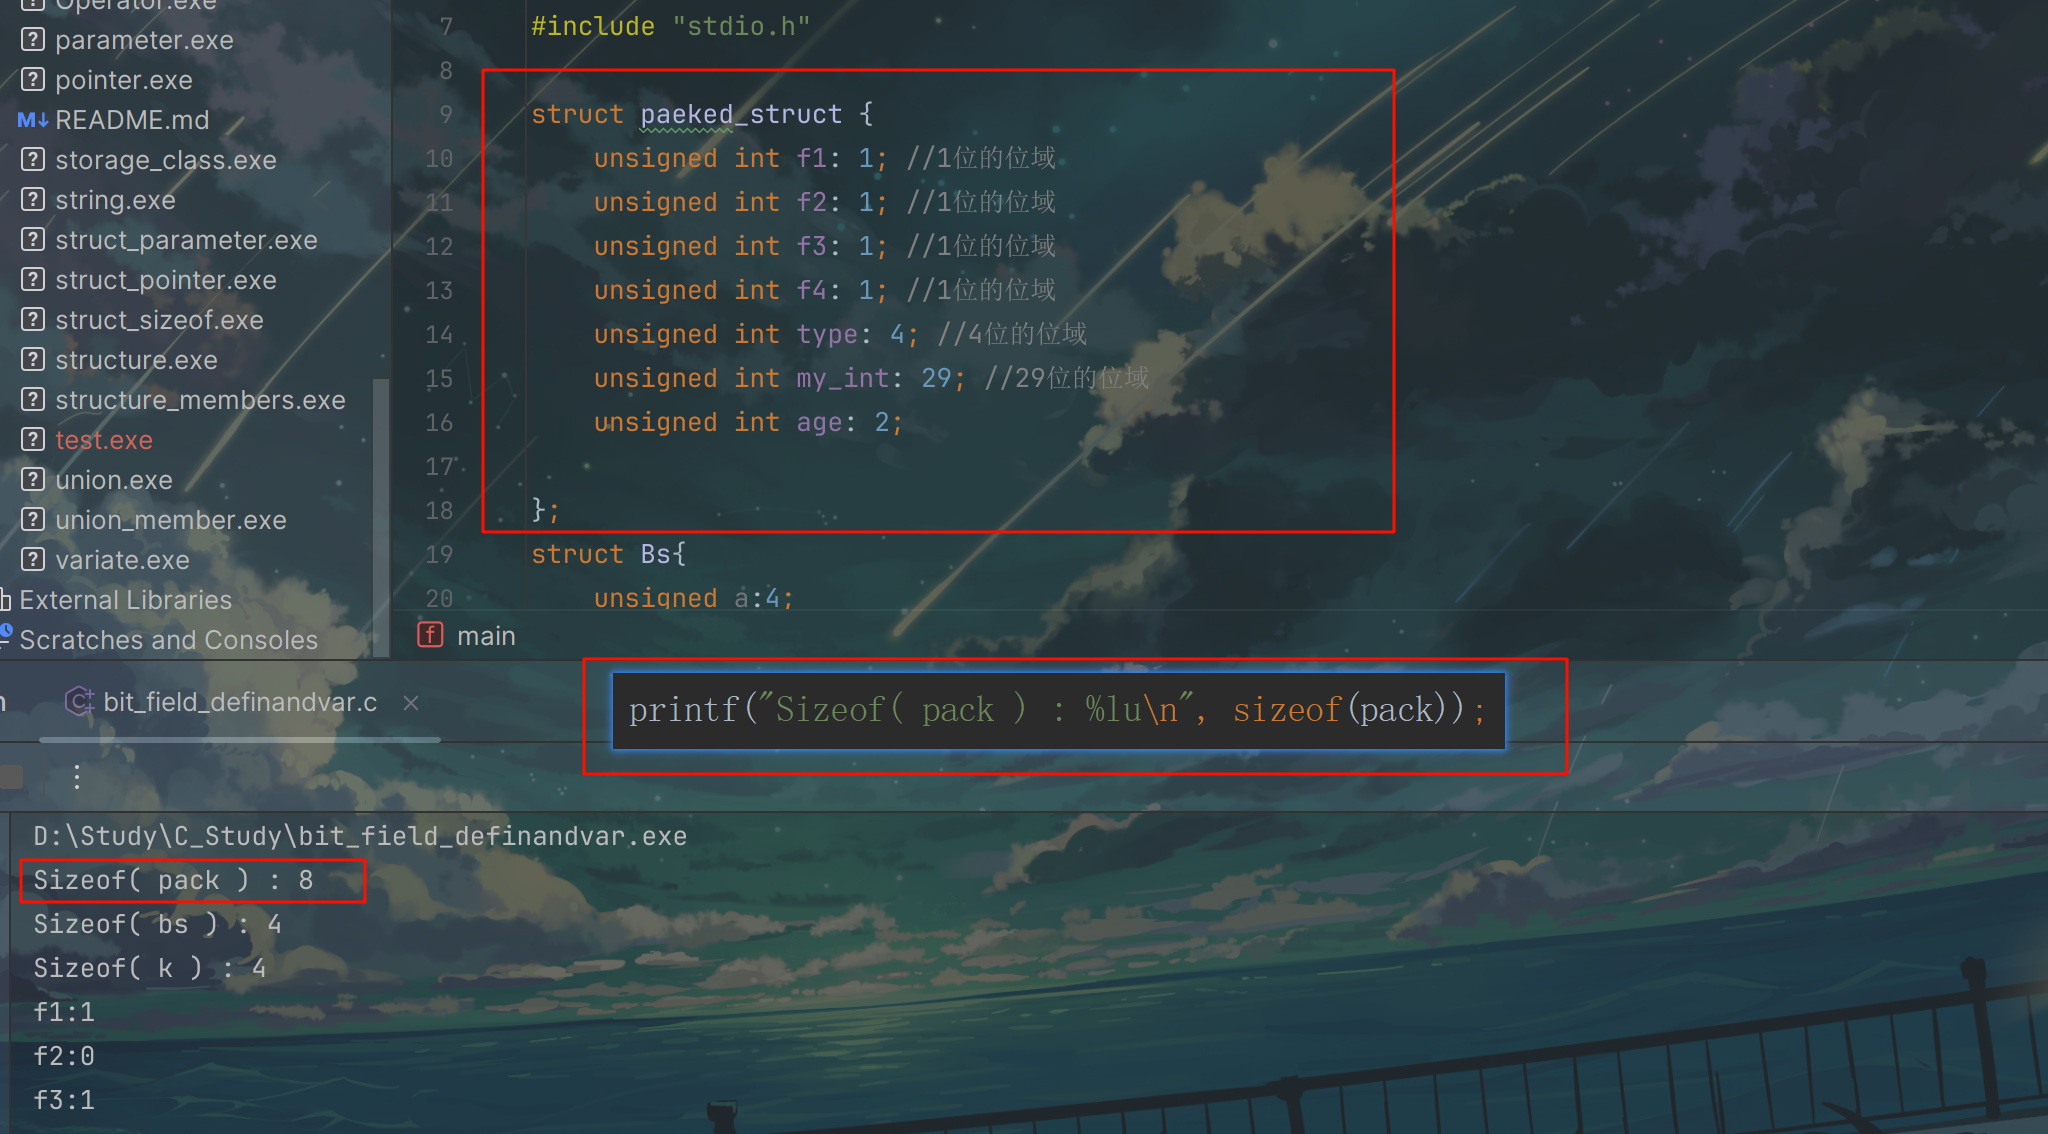 Operator.exe
parameter.exe
pointer.exe
M↓ README.md
storage_class.exe
string.exe
struct_parameter.exe
struct_pointer.exe
struct_sizeof.exe
structure.exe
structure_members.exe
test.exe
union.exe
union_member.exe
variate.exe
External Libraries
Scratches and Consoles
7 #include "stdio.h"
8
9 struct paeked_struct {
10 unsigned int f1: 1; //1位的位域
11 unsigned int f2: 1; //1位的位域
12 unsigned int f3: 1; //1位的位域
13 unsigned int f4: 1; //1位的位域
14 unsigned int type: 4; //4位的位域
15 unsigned int my_int: 29; //29位的位域
16 unsigned int age: 2;
17
18 };
19 struct Bs{
20 unsigned a:4;
f main
bit_field_definandvar.c ×
printf("Sizeof( pack ) : %lu\n", sizeof(pack));
D:\Study\C_Study\bit_field_definandvar.exe
Sizeof( pack ) : 8
Sizeof( bs ) : 4
Sizeof( k ) : 4
f1:1
f2:0
f3:1